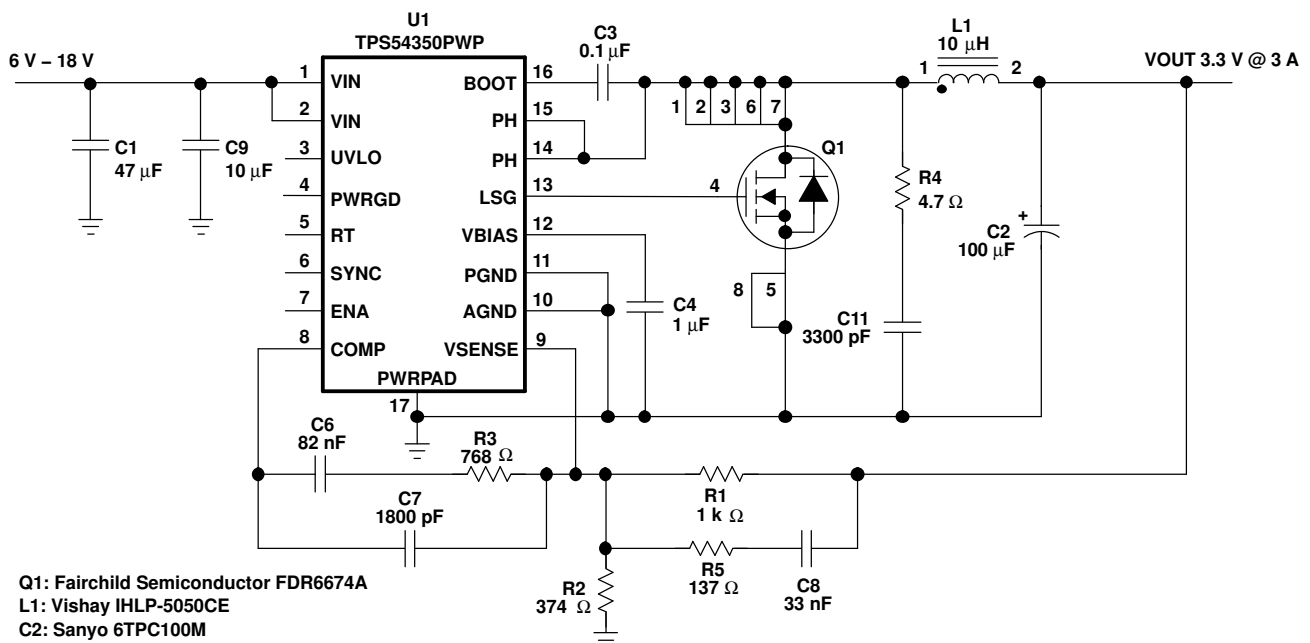 U1
TPS54350PWP
6 V – 18 V
C1
47 μF
C9
10 μF
1 VIN
2 VIN
3 UVLO
4 PWRGD
5 RT
6 SYNC
7 ENA
8 COMP
BOOT 16
PH 15
PH 14
LSG 13
VBIAS 12
PGND 11
AGND 10
VSENSE 9
PWRPAD
17
C3
0.1 μF
1 2 3 6 7
Q1
4
8 5
C4
1 μF
R4
4.7 Ω
C11
3300 pF
L1
10 μH
1 2
VOUT 3.3 V @ 3 A
+
C2
100 μF
C6
82 nF
R3
768 Ω
C7
1800 pF
R1
1 k Ω
R5
137 Ω
C8
33 nF
R2
374 Ω
Q1: Fairchild Semiconductor FDR6674A
L1: Vishay IHLP-5050CE
C2: Sanyo 6TPC100M